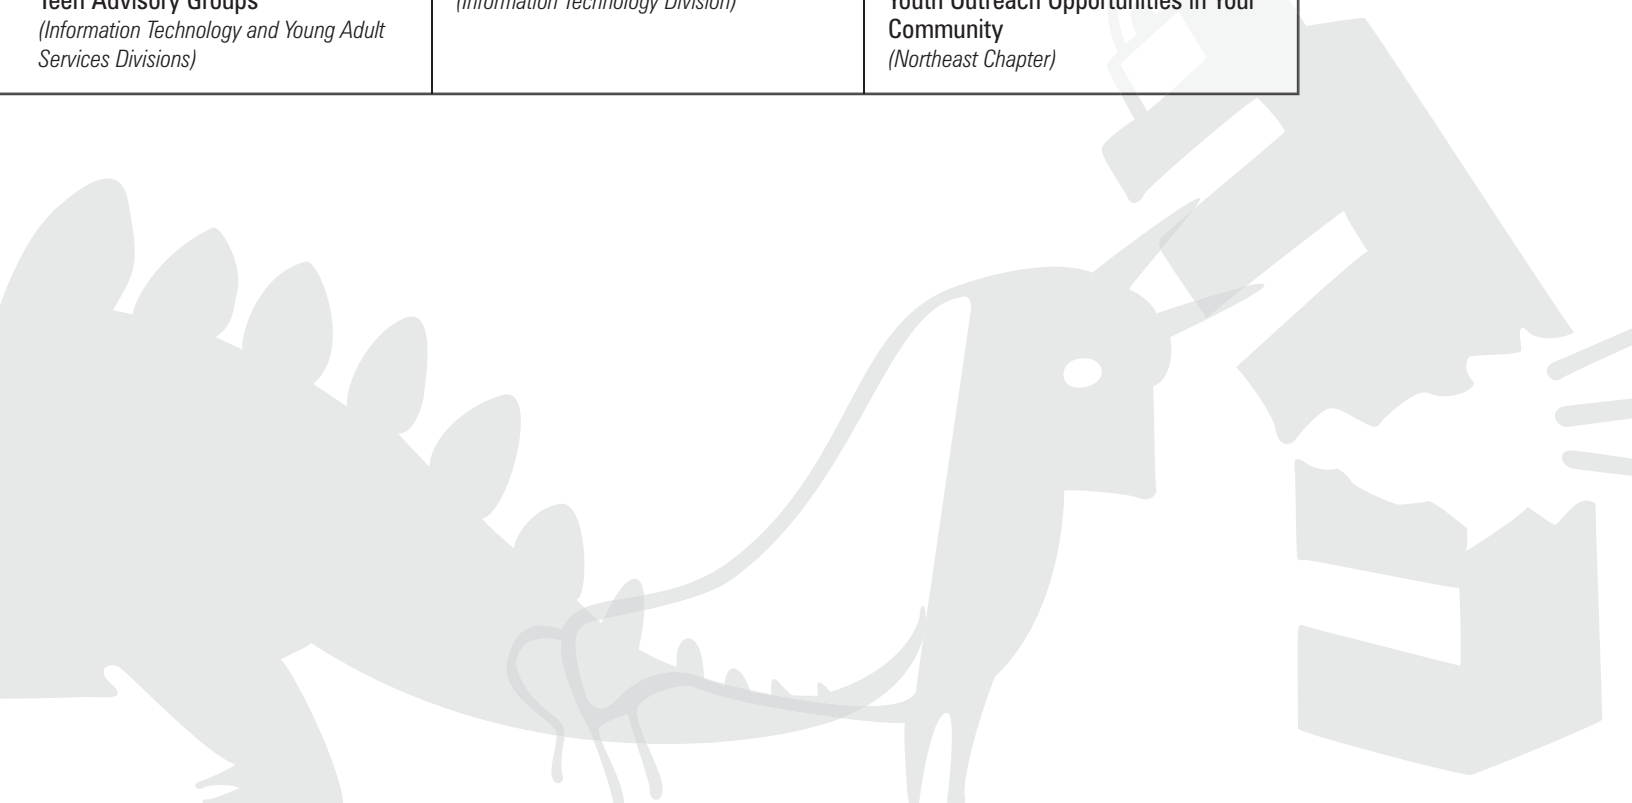 Teen Advisory Groups
(Information Technology and Young Adult
Services Divisions)
(Information Technology Division)
Youth Outreach Opportunities in Your
Community
(Northeast Chapter)